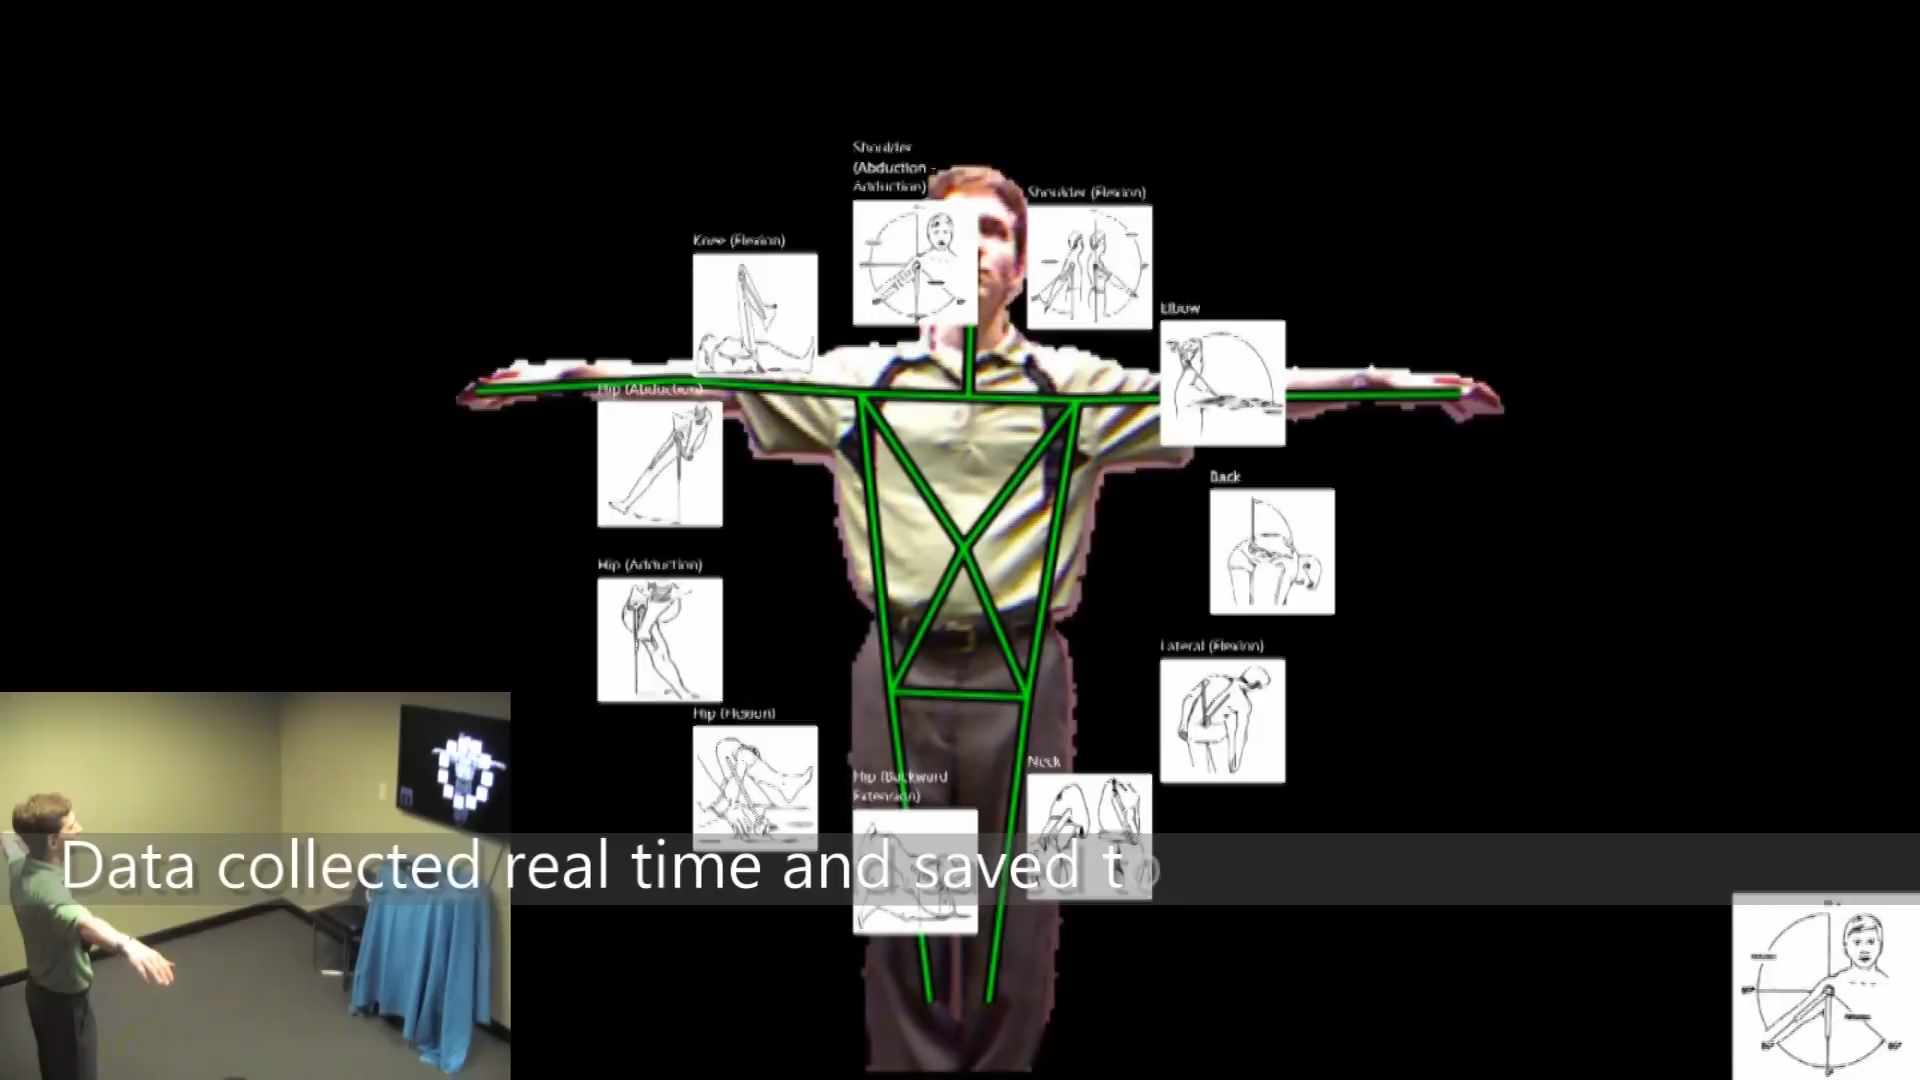 Shoulder
(Abduction -
Adduction)
Shoulder (Flexion)
Knee (Flexion)
Elbow
Hip (Abduction)
Back
Hip (Adduction)
Lateral (Flexion)
Hip (Flexion)
Neck
Hip (Backward
Extension)
Data collected real time and saved to